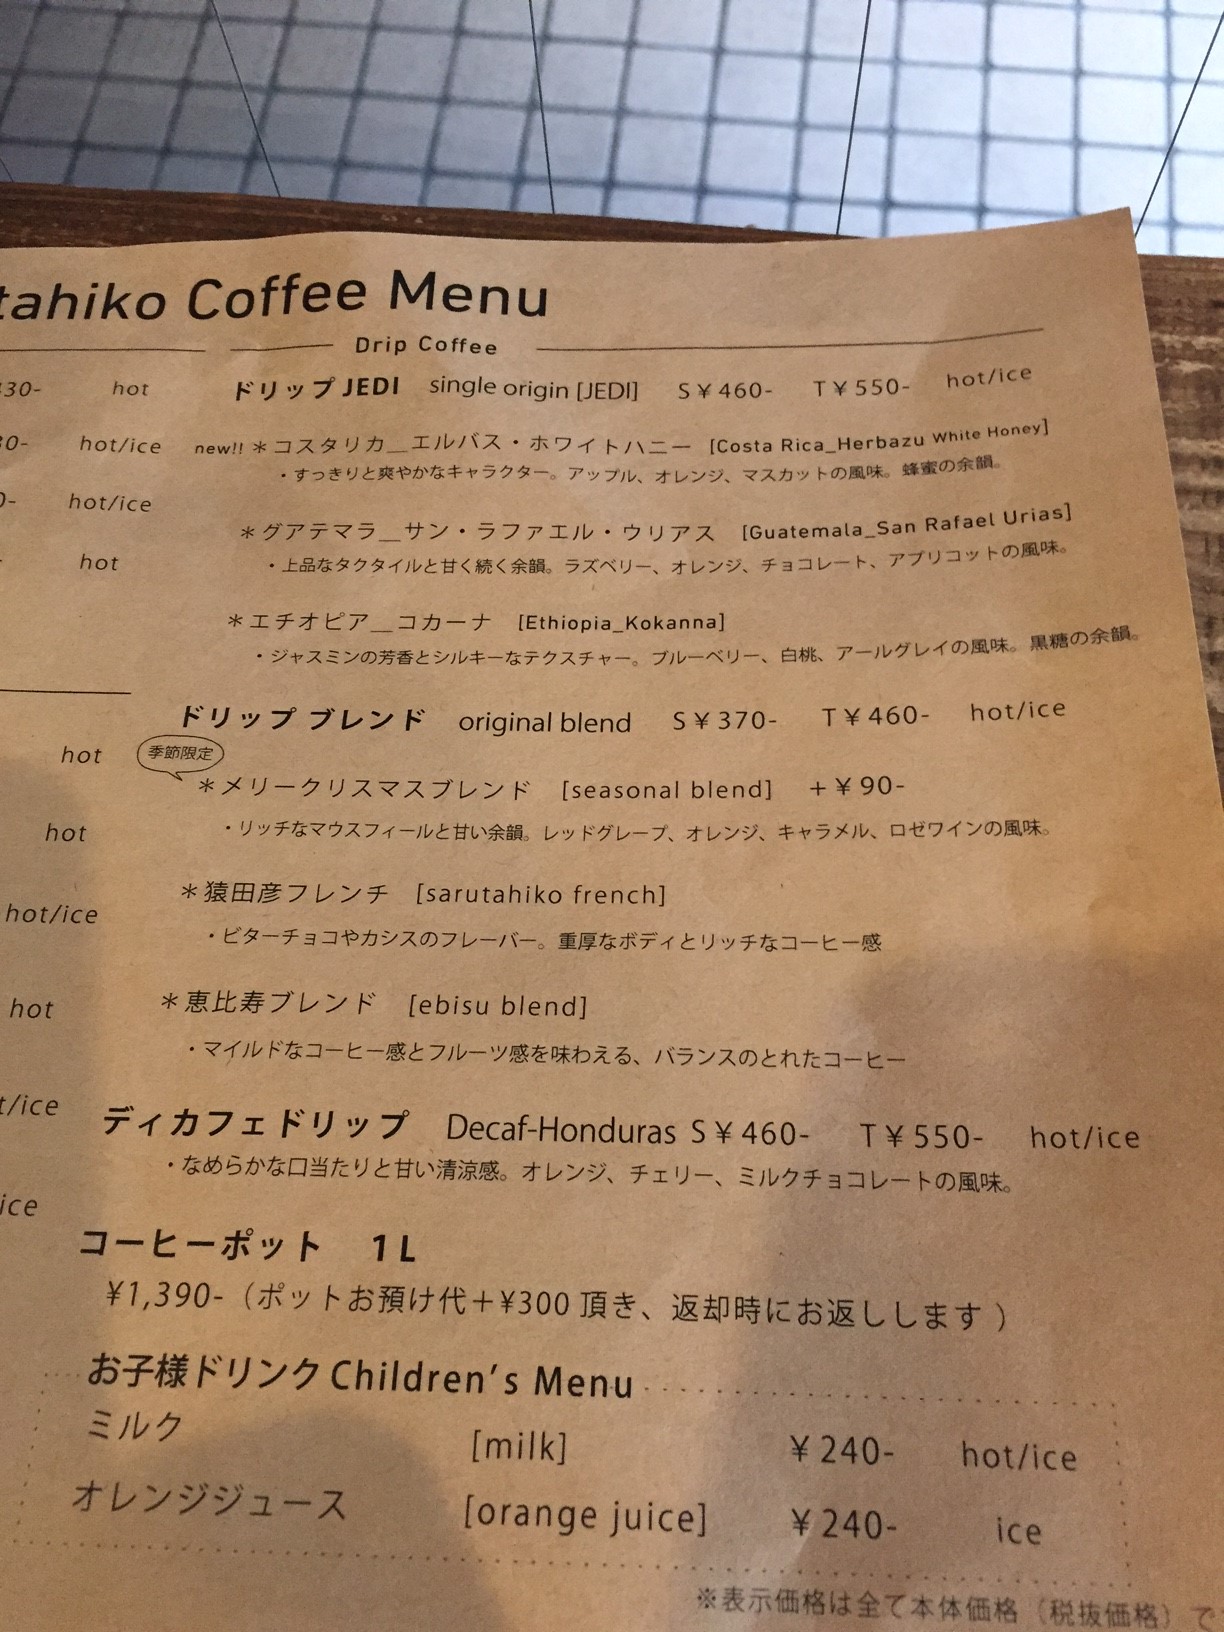 tahiko Coffee Menu
Drip Coffee
hot
hot/ice
hot/ice
hot
hot
hot
hot/ice
hot
ice
ドリップ JEDI single origin [JEDI] S ¥ 460- T ¥ 550- hot/ice
new!! ＊コスタリカ＿エルバス・ホワイトハニー [Costa Rica_Herbazu White Honey]
・すっきりと爽やかなキャラクター。アップル、オレンジ、マスカットの風味。蜂蜜の余韻。
＊グアテマラ＿サン・ラファエル・ウリアス [Guatemala_San Rafael Urias]
・上品なタクタイルと甘く続く余韻。ラズベリー、オレンジ、チョコレート、アプリコットの風味。
＊エチオピア＿コカーナ [Ethiopia_Kokanna]
・ジャスミンの芳香とシルキーなテクスチャー。ブルーベリー、白桃、アールグレイの風味。黒糖の余韻。
ドリップ ブレンド original blend S ¥ 370- T ¥ 460- hot/ice
季節限定
＊メリークリスマスブレンド [seasonal blend] + ¥ 90-
・リッチなマウスフィールと甘い余韻。レッドグレープ、オレンジ、キャラメル、ロゼワインの風味。
＊猿田彦フレンチ [sarutahiko french]
・ビターチョコやカシスのフレーバー。重厚なボディとリッチなコーヒー感
＊恵比寿ブレンド [ebisu blend]
・マイルドなコーヒー感とフルーツ感を味わえる、バランスのとれたコーヒー
ディカフェドリップ Decaf-Honduras S ¥ 460- T ¥ 550- hot/ice
・なめらかな口当たりと甘い清涼感。オレンジ、チェリー、ミルクチョコレートの風味。
コーヒーポット 1 L
¥1,390-（ポットお預け代＋¥300 頂き、返却時にお返しします ）
お子様ドリンク Children's Menu
ミルク [milk] ¥ 240- hot/ice
オレンジジュース [orange juice] ¥ 240- ice
※表示価格は全て本体価格（税抜価格）で